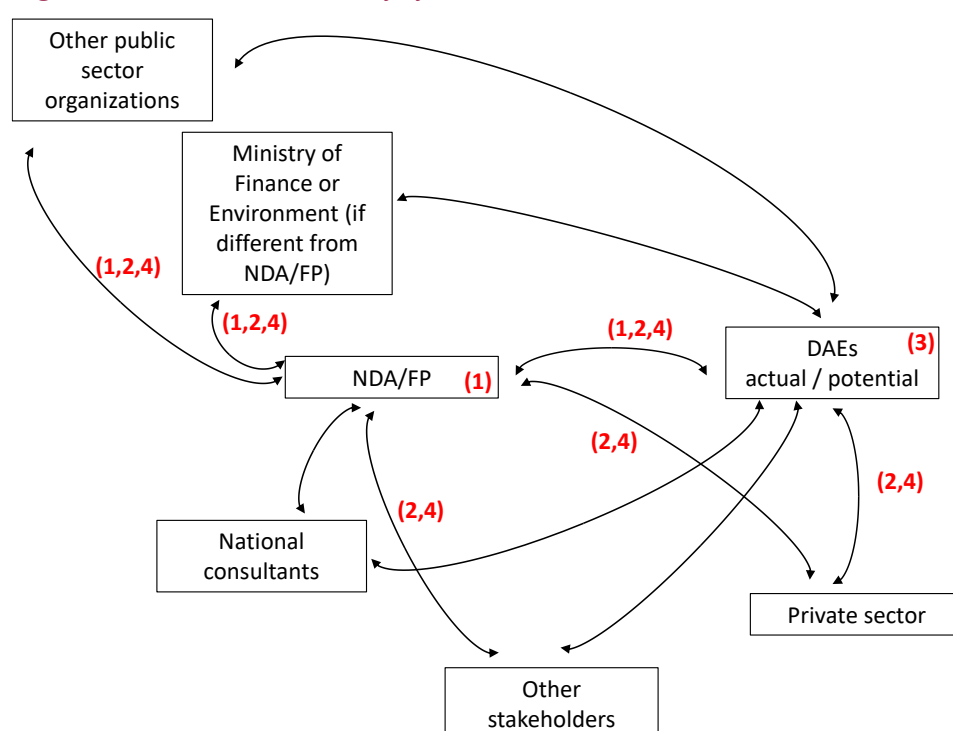 Other public
sector
organizations
Ministry of
Finance or
Environment (if
different from
NDA/FP)
(1,2,4)
(1,2,4)
(1,2,4)
DAEs
actual / potential
(3)
NDA/FP
(1)
(2,4)
(2,4)
(2,4)
National
consultants
Private sector
Other
stakeholders